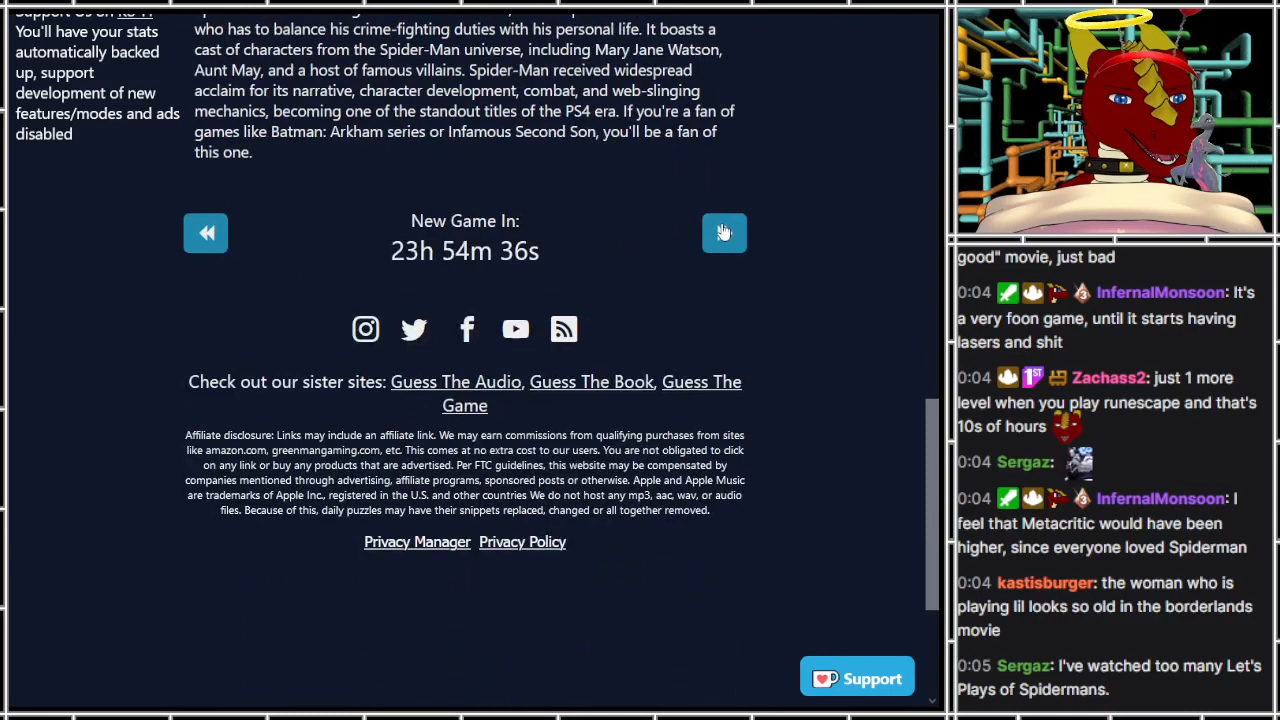 Support Us on Ko-Fi
You'll have your stats
automatically backed
up, support
development of new
features/modes and ads
disabled
who has to balance his crime-fighting duties with his personal life. It boasts a
cast of characters from the Spider-Man universe, including Mary Jane Watson,
Aunt May, and a host of famous villains. Spider-Man received widespread
acclaim for its narrative, character development, combat, and web-slinging
mechanics, becoming one of the standout titles of the PS4 era. If you're a fan of
games like Batman: Arkham series or Infamous Second Son, you'll be a fan of
this one.
New Game In:
23h 54m 36s
Check out our sister sites: Guess The Audio, Guess The Book, Guess The
Game
Affiliate disclosure: Links may include an affiliate link. We may earn commissions from qualifying purchases from sites
like amazon.com, greenmangaming.com, etc. This comes at no extra cost to our users. You are not obligated to click
on any link or buy any products that are advertised. Per FTC guidelines, this website may be compensated by
companies mentioned through advertising, affiliate programs, sponsored posts or otherwise. Apple and Apple Music
are trademarks of Apple Inc., registered in the U.S. and other countries We do not host any mp3, aac, wav, or audio
files. Because of this, daily puzzles may have their snippets replaced, changed or all together removed.
Privacy Manager Privacy Policy
Support
good" movie, just bad
0:04 InfernalMonsoon: It's
a very foon game, until it starts having
lasers and shit
0:04 1ST Zachass2: just 1 more
level when you play runescape and that's
10s of hours
0:04 Sergaz:
0:04 InfernalMonsoon: I
feel that Metacritic would have been
higher, since everyone loved Spiderman
0:04 kastisburger: the woman who is
playing lil looks so old in the borderlands
movie
0:05 Sergaz: I've watched too many Let's
Plays of Spidermans.